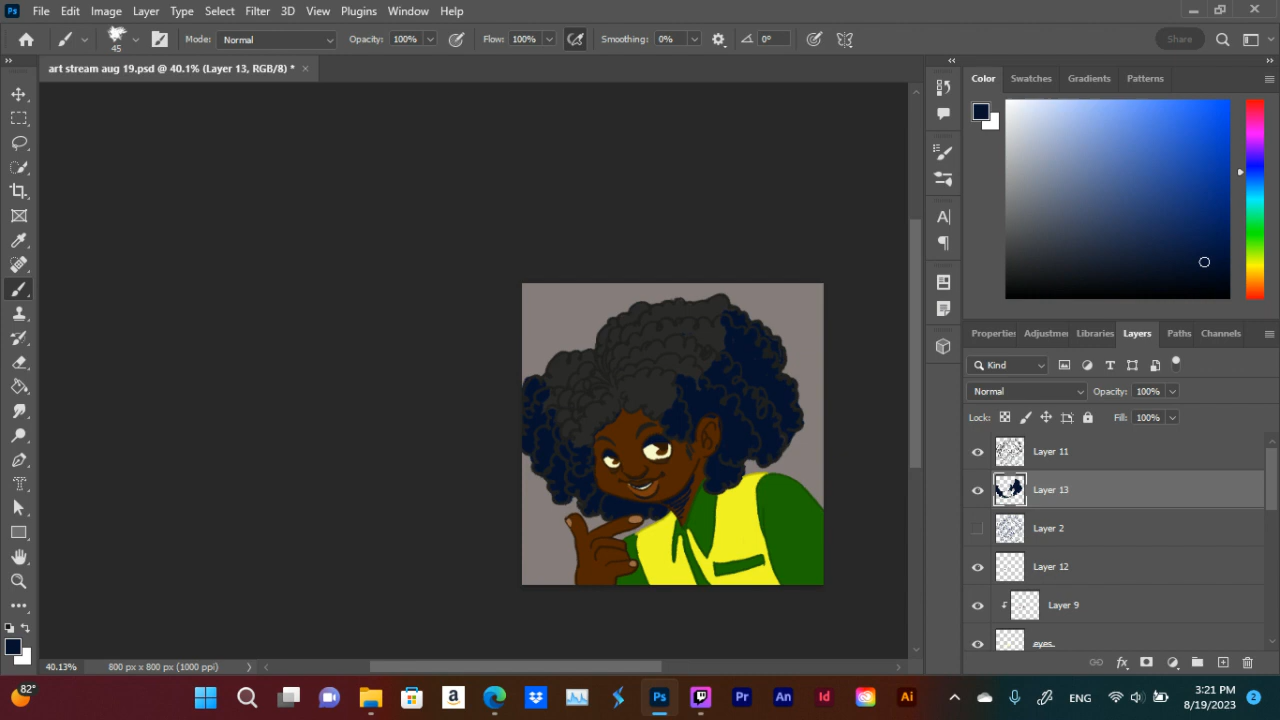 Ps File Edit Image Layer Type Select Filter 3D View Plugins Window Help
45 Mode: Normal Opacity: 100% Flow: 100% Smoothing: 0% 0° Share
art stream aug 19.psd @ 40.1% (Layer 13, RGB/8) *
Color Swatches Gradients Patterns
Properties Adjustme Libraries Layers Paths Channels
Kind
Normal Opacity: 100%
Lock: Fill: 100%
Layer 11
Layer 13
Layer 2
Layer 12
Layer 9
eyes
40.13% 800 px x 800 px (1000 ppi)
82° Ps Pr An Id Ai ENG 3:21 PM
8/19/2023 2